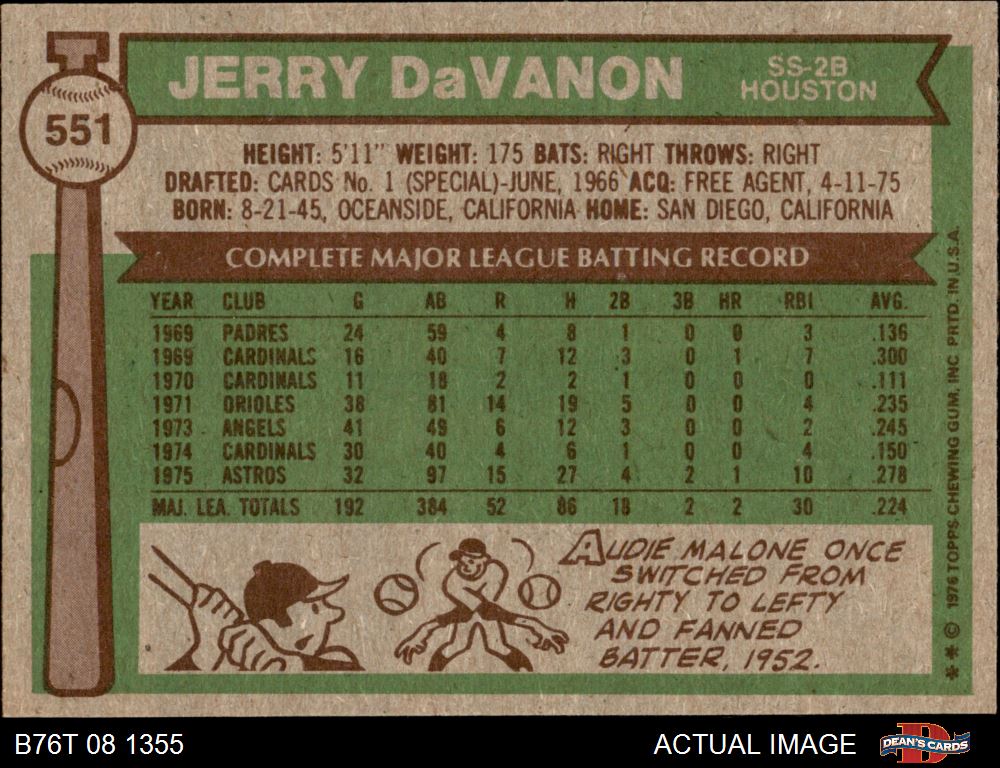 551
JERRY DaVANON
SS-2B
HOUSTON
HEIGHT: 5'11" WEIGHT: 175 BATS: RIGHT THROWS: RIGHT
DRAFTED: CARDS No. 1 (SPECIAL)-JUNE, 1966 ACQ: FREE AGENT, 4-11-75
BORN: 8-21-45, OCEANSIDE, CALIFORNIA HOME: SAN DIEGO, CALIFORNIA
COMPLETE MAJOR LEAGUE BATTING RECORD
YEAR CLUB G AB R H 2B 3B HR RBI AVG.
1969 PADRES 24 59 4 8 1 0 0 3 .136
1969 CARDINALS 16 40 7 12 3 0 1 7 .300
1970 CARDINALS 11 18 2 2 1 0 0 0 .111
1971 ORIOLES 38 81 14 19 5 0 0 4 .235
1973 ANGELS 41 49 6 12 3 0 0 2 .245
1974 CARDINALS 30 40 4 6 1 0 0 4 .150
1975 ASTROS 32 97 15 27 4 2 1 10 .278
MAJ. LEA. TOTALS 192 384 52 86 18 2 2 30 .224
AUDIE MALONE ONCE
SWITCHED FROM
RIGHTY TO LEFTY
AND FANNED
BATTER, 1952.
** © 1976 TOPPS CHEWING GUM, INC. PRTD. IN U.S.A.
B76T 08 1355
ACTUAL IMAGE
DEAN'S CARDS